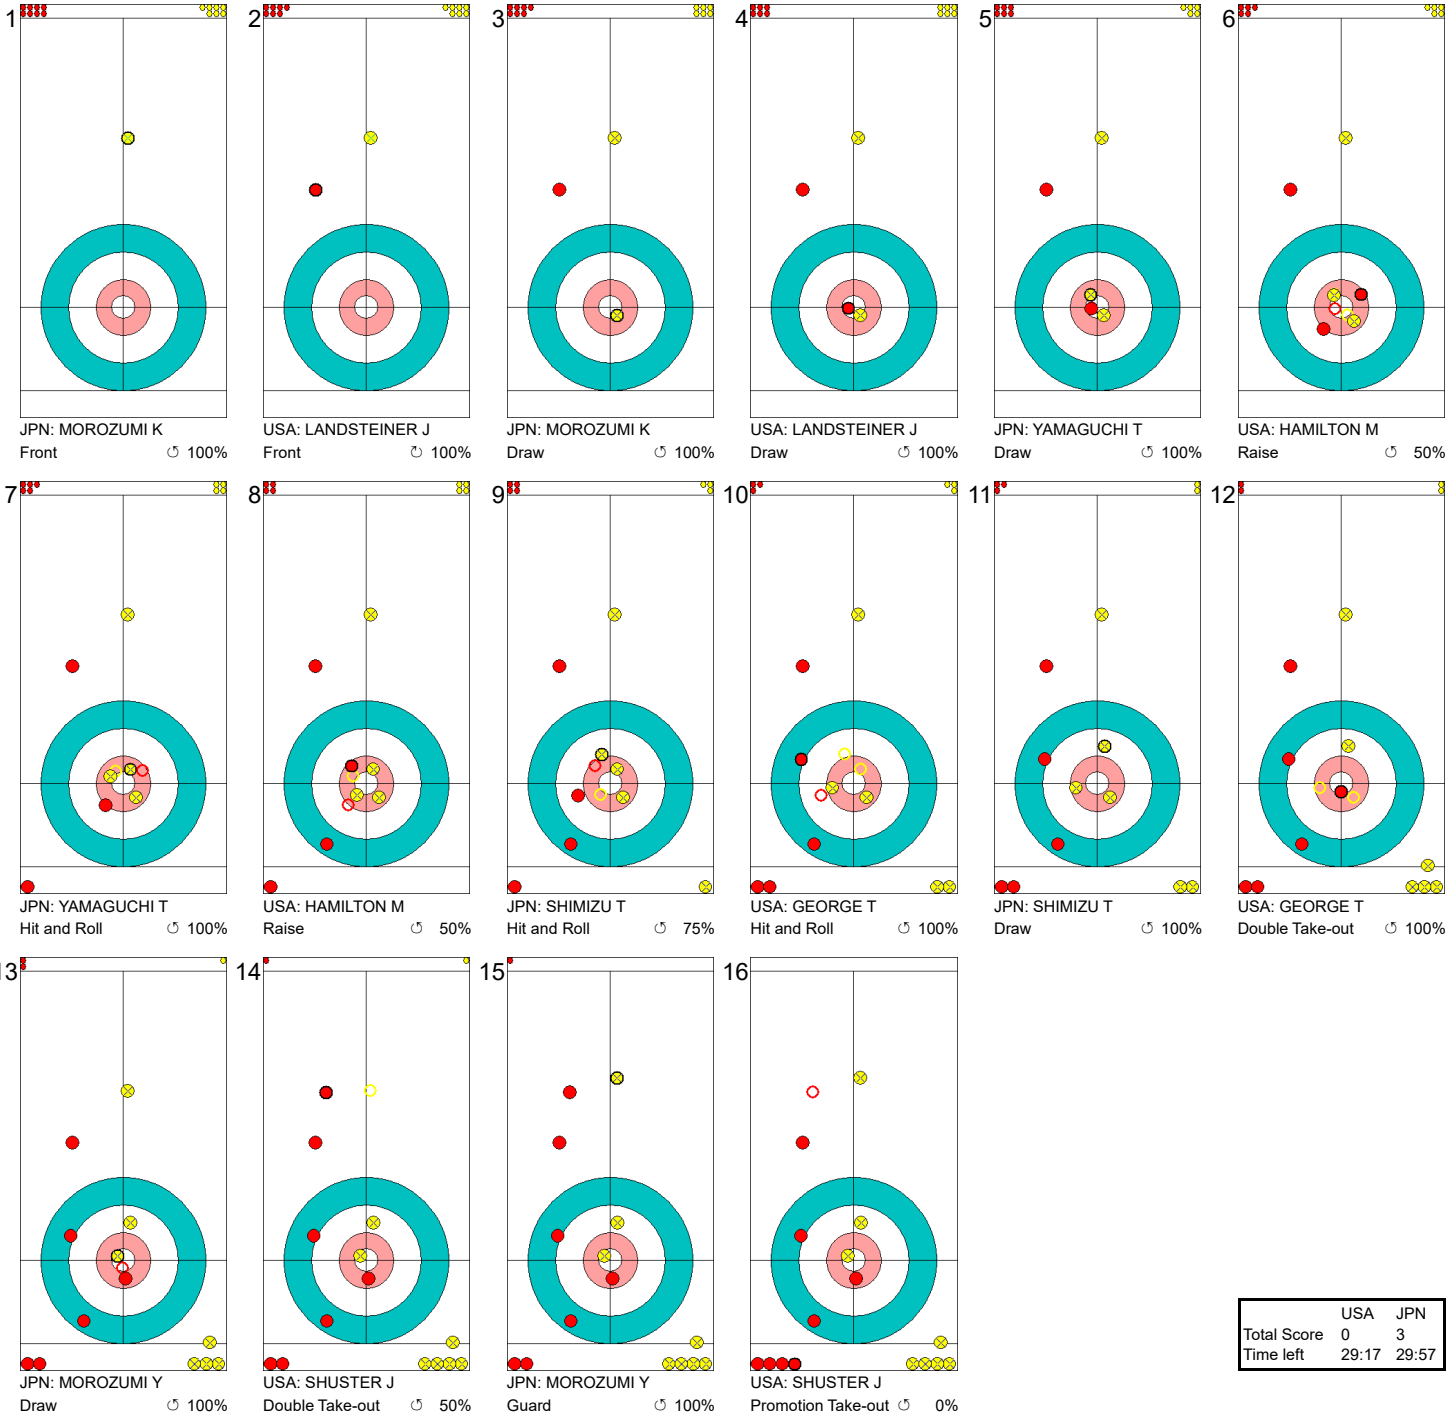 1
2
3
4
5
6
JPN: MOROZUMI K
Front 100%
USA: LANDSTEINER J
Front 100%
JPN: MOROZUMI K
Draw 100%
USA: LANDSTEINER J
Draw 100%
JPN: YAMAGUCHI T
Draw 100%
USA: HAMILTON M
Raise 50%
7
8
9
10
11
12
JPN: YAMAGUCHI T
Hit and Roll 100%
USA: HAMILTON M
Raise 50%
JPN: SHIMIZU T
Hit and Roll 75%
USA: GEORGE T
Hit and Roll 100%
JPN: SHIMIZU T
Draw 100%
USA: GEORGE T
Double Take-out 100%
13
14
15
16
JPN: MOROZUMI Y
Draw 100%
USA: SHUSTER J
Double Take-out 50%
JPN: MOROZUMI Y
Guard 100%
USA: SHUSTER J
Promotion Take-out 0%
USA JPN
Total Score 0 3
Time left 29:17 29:57